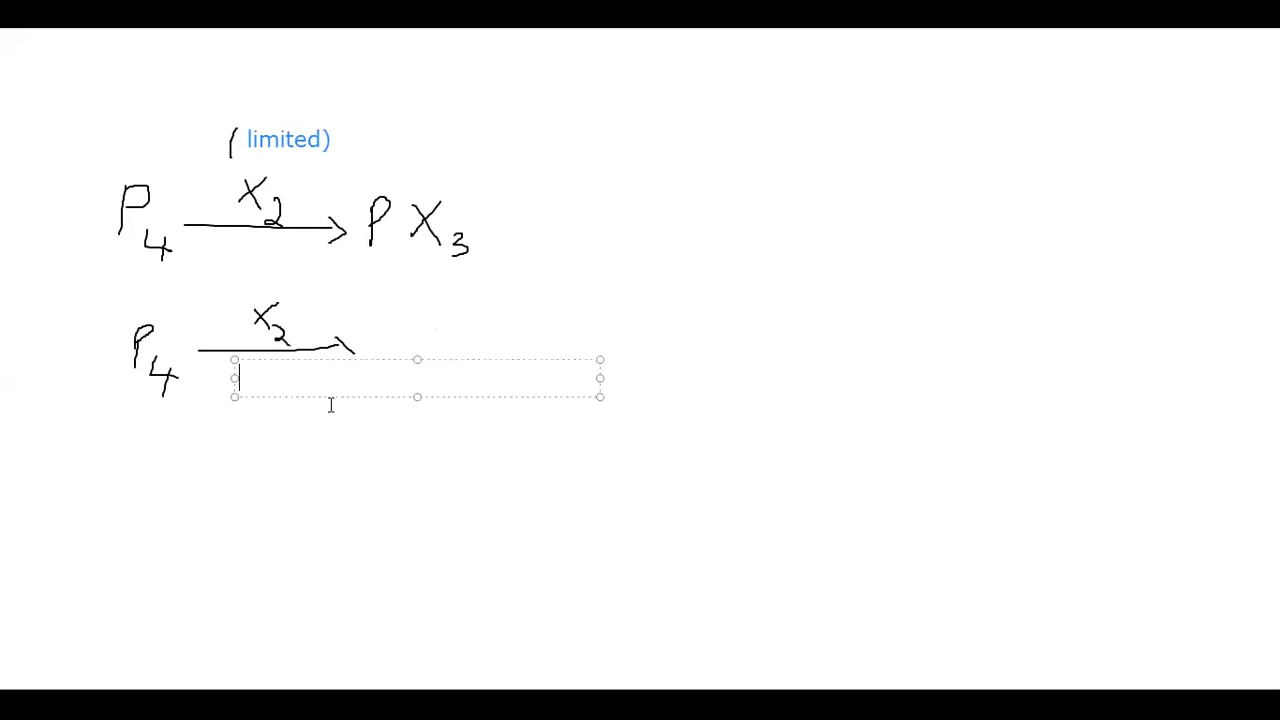 (limited)
X2
P4 → PX3
X2
P4 →